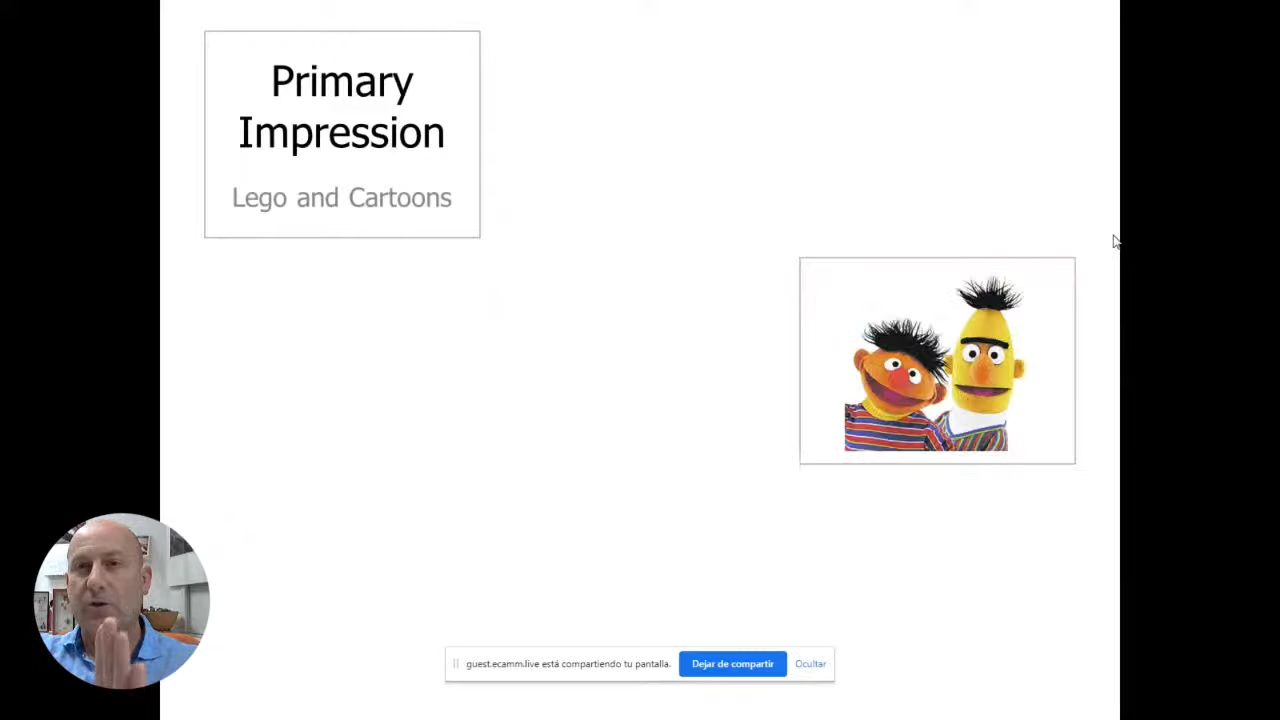 Primary
Impression
Lego and Cartoons
guest.ecamm.live está compartiendo tu pantalla.
Dejar de compartir
Ocultar